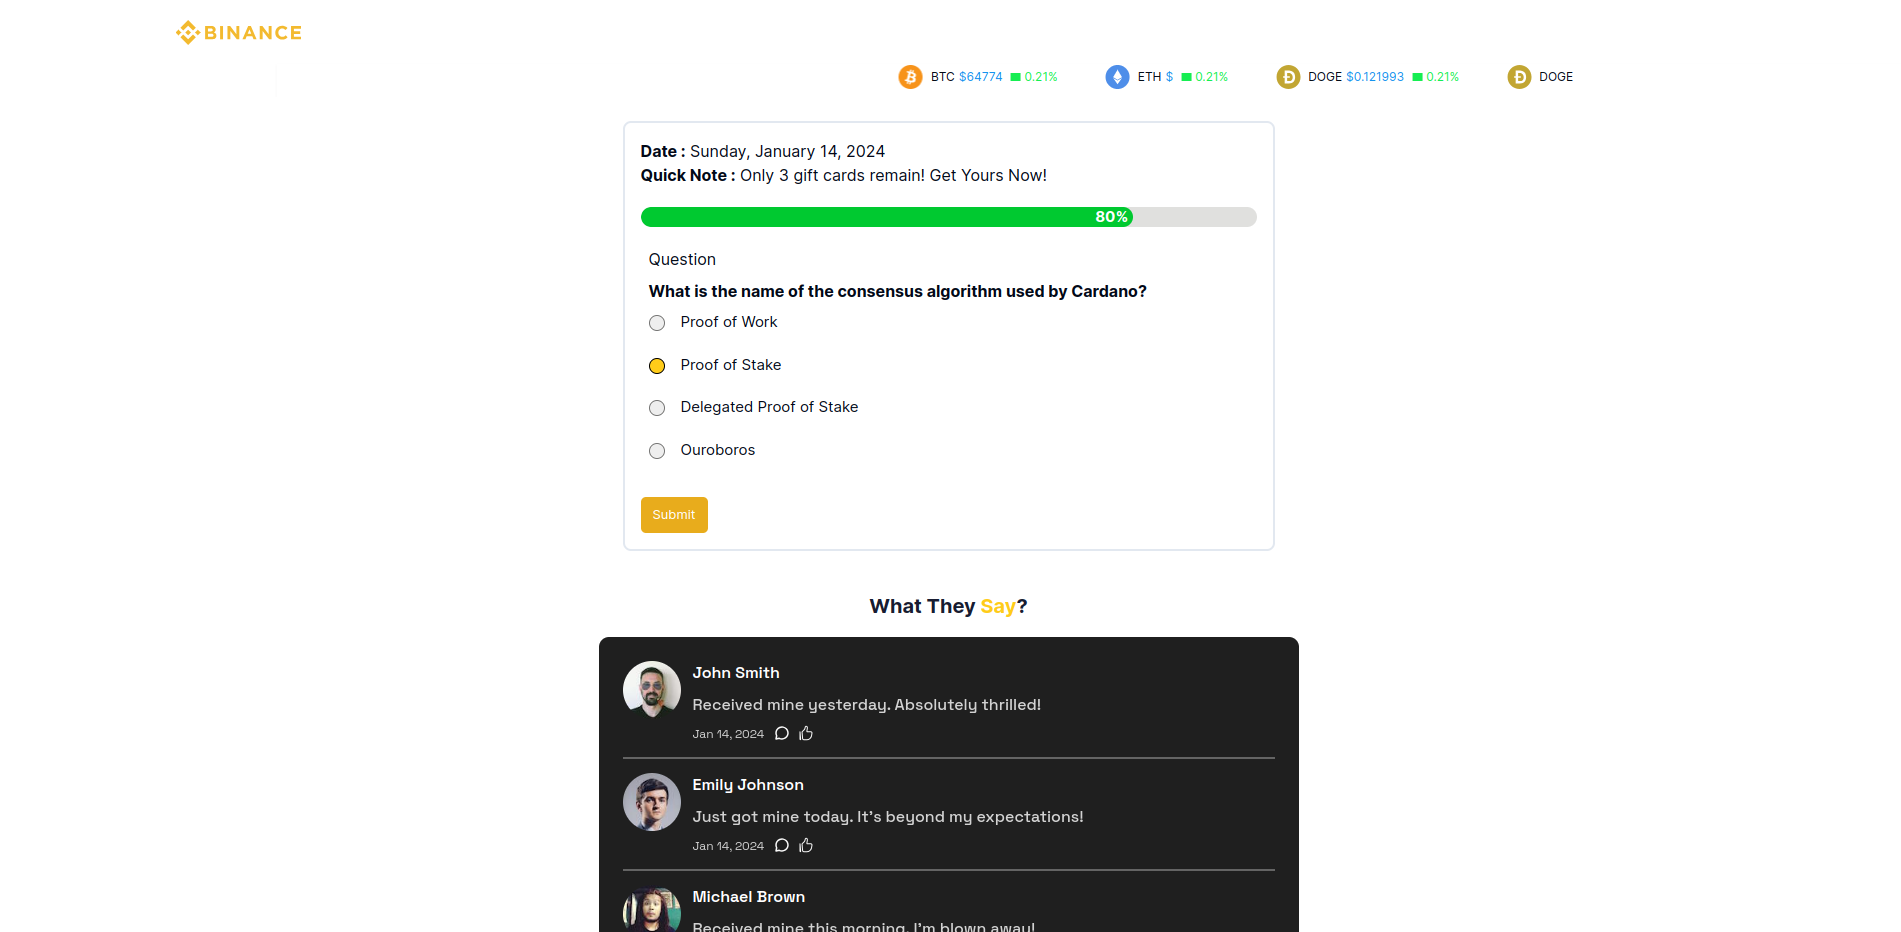 BINANCE
BTC $64774 0.21% ETH $ 0.21% DOGE $0.121993 0.21% DOGE
Date : Sunday, January 14, 2024
Quick Note : Only 3 gift cards remain! Get Yours Now!
80%
Question
What is the name of the consensus algorithm used by Cardano?
Proof of Work
Proof of Stake
Delegated Proof of Stake
Ouroboros
Submit
What They Say?
John Smith
Received mine yesterday. Absolutely thrilled!
Jan 14, 2024
Emily Johnson
Just got mine today. It's beyond my expectations!
Jan 14, 2024
Michael Brown
Received mine this morning. I'm blown away!